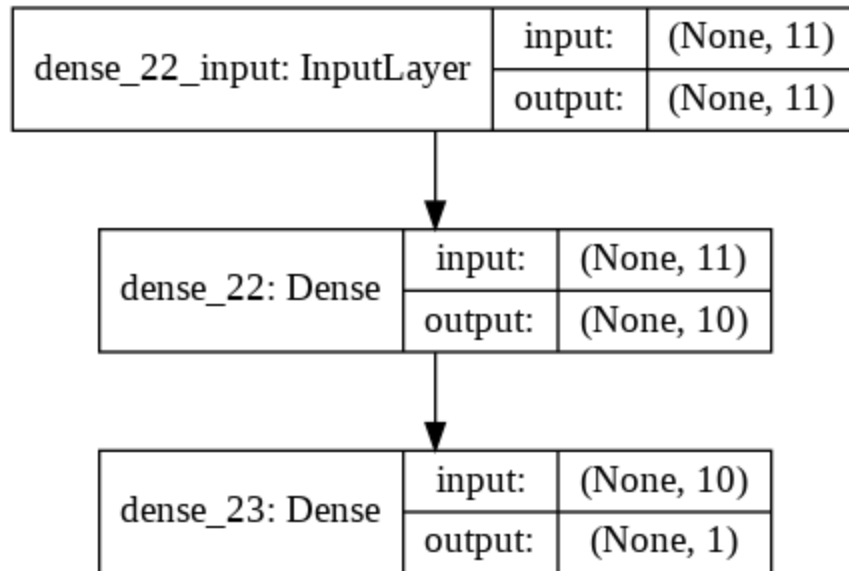 dense_22_input: InputLayer
input: (None, 11)
output: (None, 11)
dense_22: Dense
input: (None, 11)
output: (None, 10)
dense_23: Dense
input: (None, 10)
output: (None, 1)